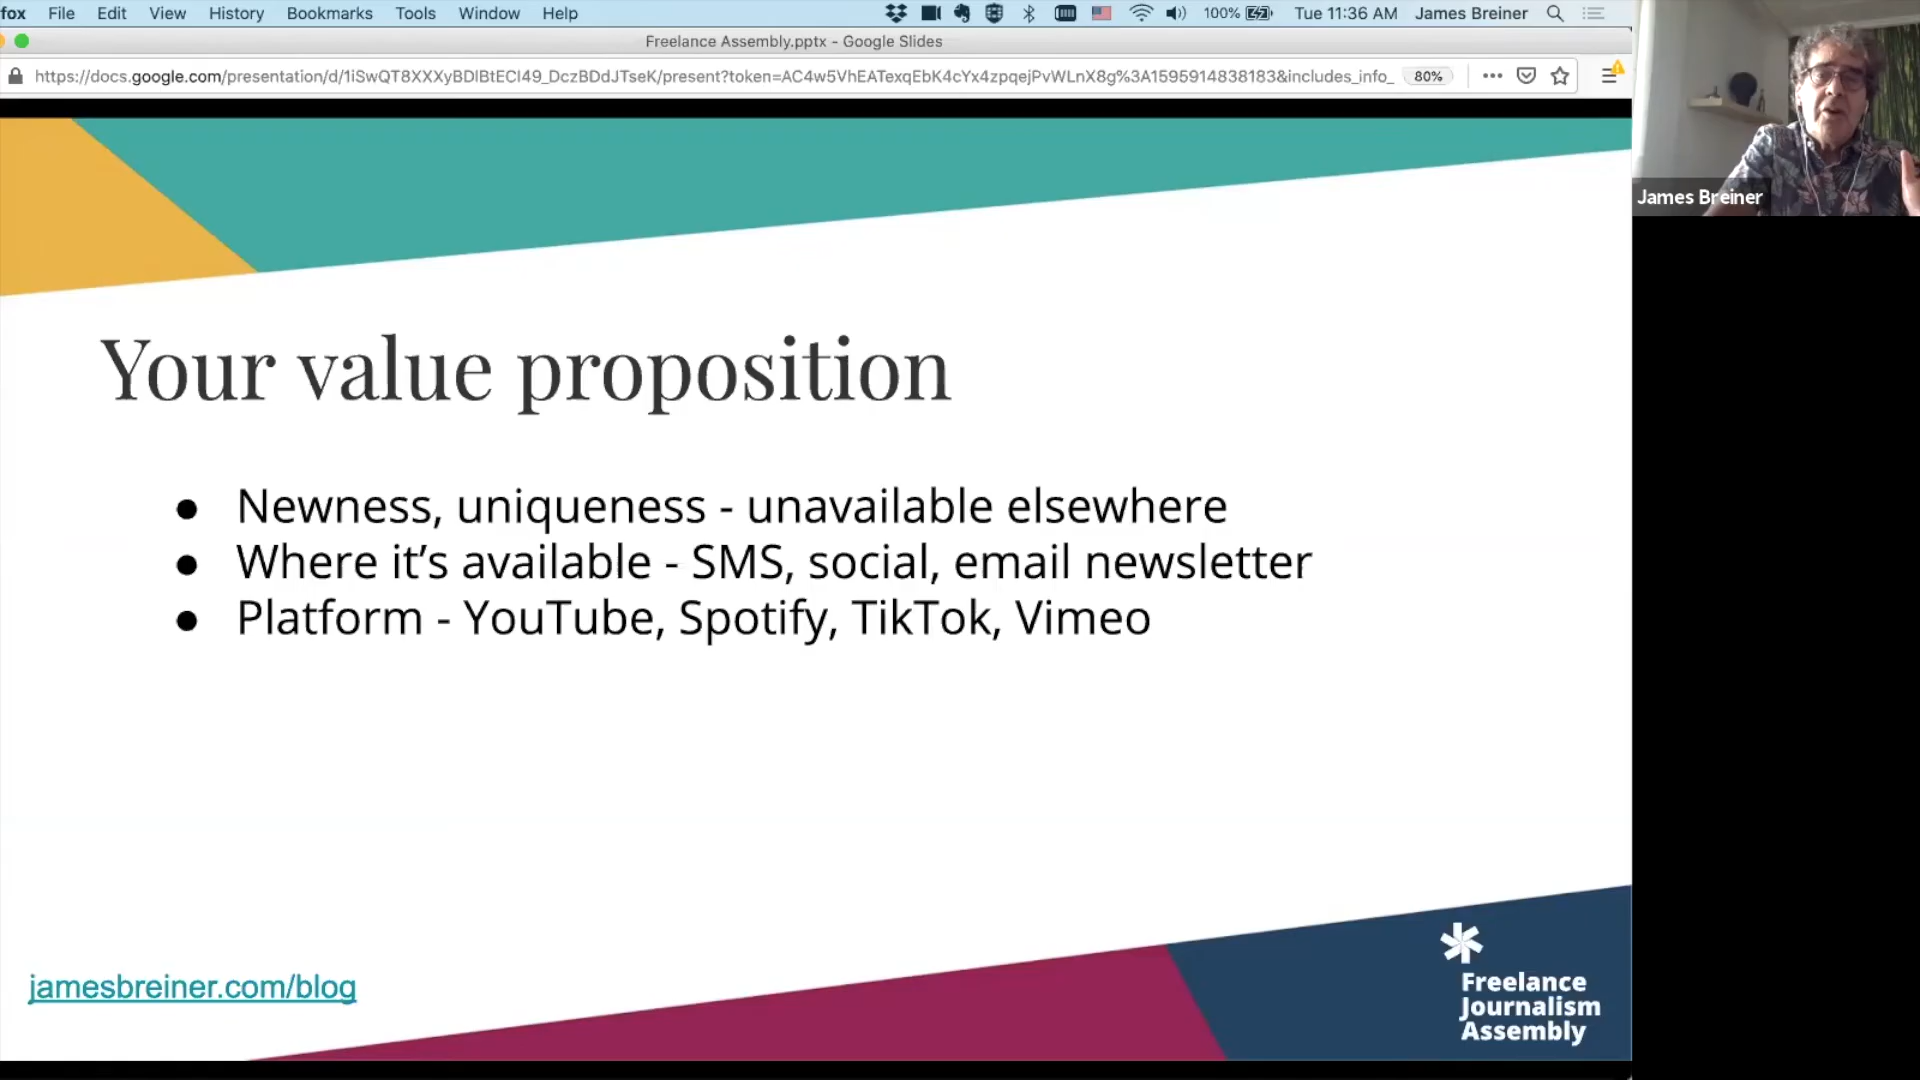 fox File Edit View History Bookmarks Tools Window Help 100% Tue 11:36 AM James Breiner
Freelance Assembly.pptx - Google Slides
https://docs.google.com/presentation/d/1iSwQT8XXXyBDlBtECI49_DczBDdJTseK/present?token=AC4w5VhEATexqEbK4cYx4zpqejPvWLnX8g%3A1595914838183&includes_info_ 80%
James Breiner
Your value proposition
● Newness, uniqueness - unavailable elsewhere
● Where it’s available - SMS, social, email newsletter
● Platform - YouTube, Spotify, TikTok, Vimeo
jamesbreiner.com/blog
Freelance
Journalism
Assembly